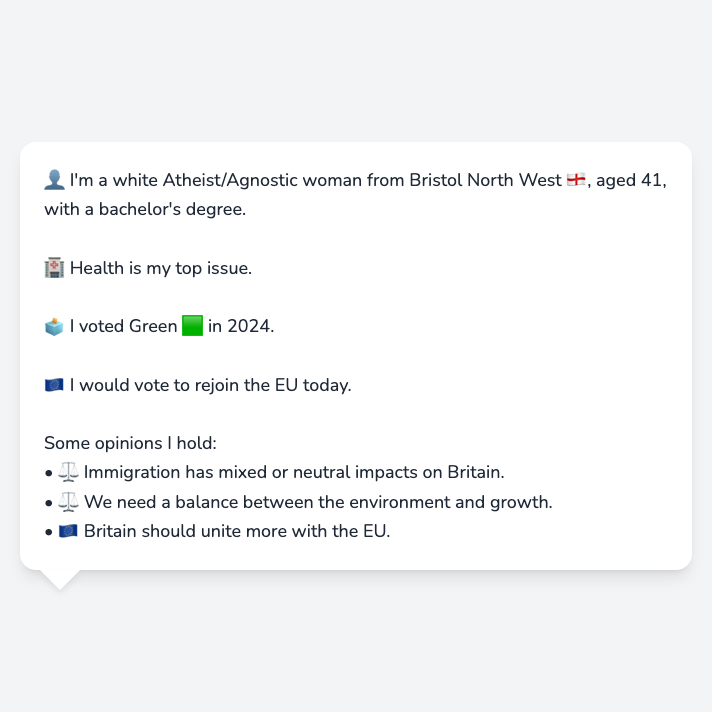 👤 I'm a white Atheist/Agnostic woman from Bristol North West 🏴󠁧󠁢󠁥󠁮󠁧󠁿, aged 41,
with a bachelor's degree.
🏥 Health is my top issue.
🗳️ I voted Green 🟩 in 2024.
🇪🇺 I would vote to rejoin the EU today.
Some opinions I hold:
• ⚖️ Immigration has mixed or neutral impacts on Britain.
• ⚖️ We need a balance between the environment and growth.
• 🇪🇺 Britain should unite more with the EU.